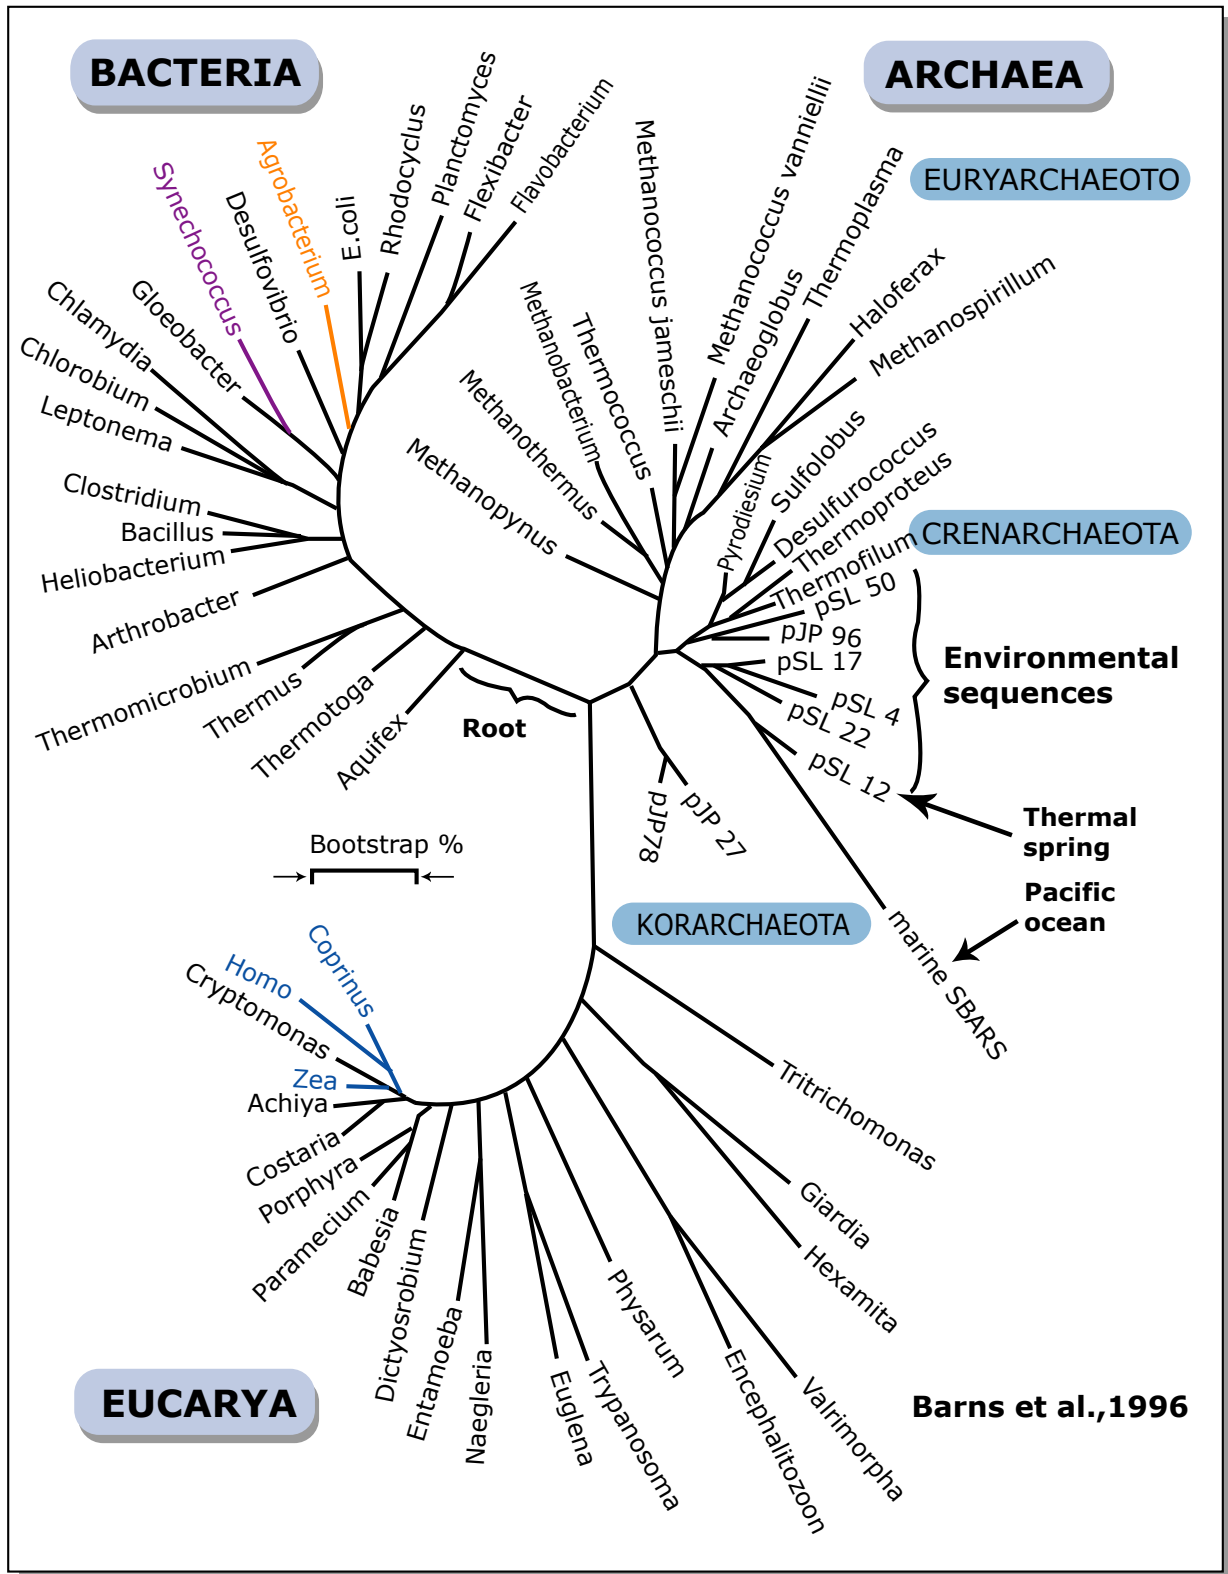 BACTERIA
ARCHAEA
EURYARCHAEOTO
Synechococcus
Desulfovibrio
Agrobacterium
E.coli
Rhodocyclus
Planctomyces
Flexibacter
Flavobacterium
Gloeobacter
Chlamydia
Chlorobium
Leptonema
Clostridium
Bacillus
Heliobacterium
Arthrobacter
Thermomicrobium
Thermus
Thermotoga
Aquifex
Root
Methanopynus
Methanothermus
Methanobacterium
Thermococcus
Methanococcus jameschii
Methanococcus vanniellii
Archaeoglobus
Thermoplasma
Haloferax
Methanospirillum
Pyrodiesium
Sulfolobus
Desulfurococcus
Thermoproteus
Thermofilum
CRENARCHAEOTA
pSL 50
pJP 96
pSL 17
pSL 4
pSL 22
pSL 12
Environmental
sequences
pJP78
pJP 27
Thermal
spring
Pacific
ocean
marine SBARS
Bootstrap %
KORARCHAEOTA
Coprinus
Homo
Cryptomonas
Zea
Achiya
Costaria
Porphyra
Paramecium
Babesia
Dictyosrobium
Entamoeba
Naegleria
Euglena
Trypanosoma
Physarum
Encephalitozoon
Valrimorpha
Hexamita
Giardia
Tritrichomonas
EUCARYA
Barns et al.,1996